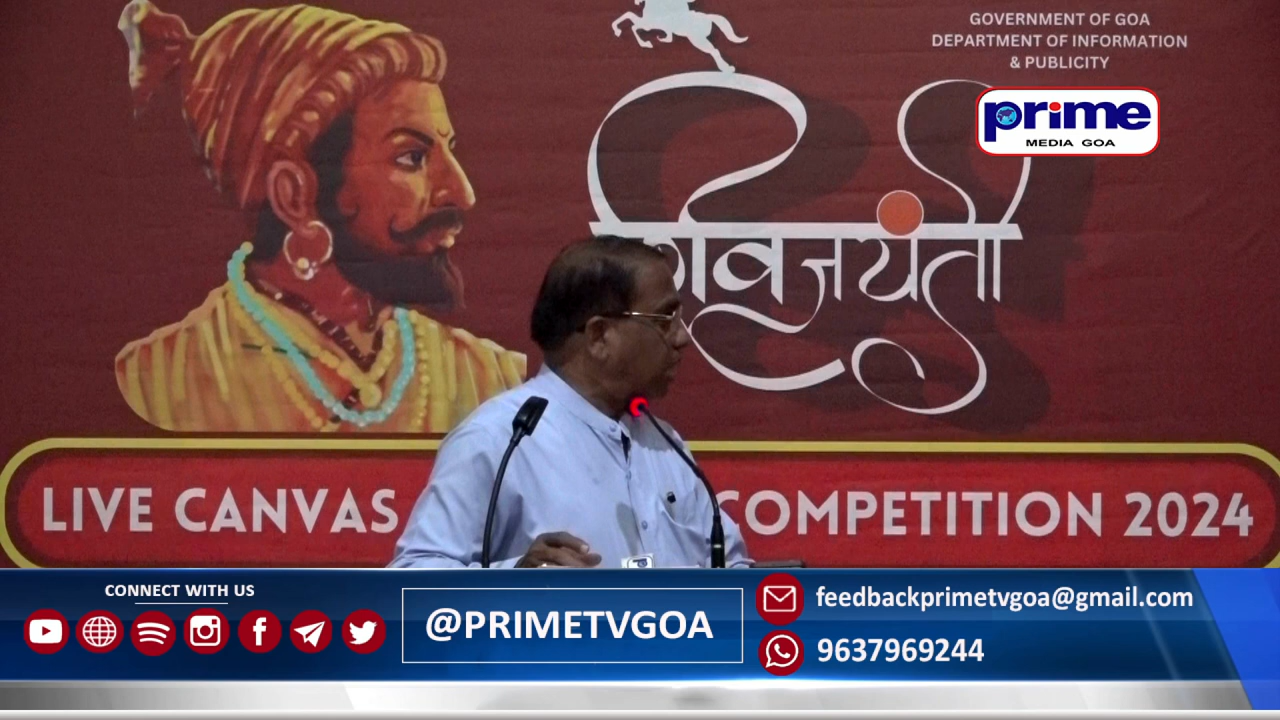 GOVERNMENT OF GOA
DEPARTMENT OF INFORMATION
& PUBLICITY
prime
MEDIA GOA
जयंती
LIVE CANVAS COMPETITION 2024
CONNECT WITH US
@PRIMETVGOA
feedbackprimetvgoa@gmail.com
9637969244